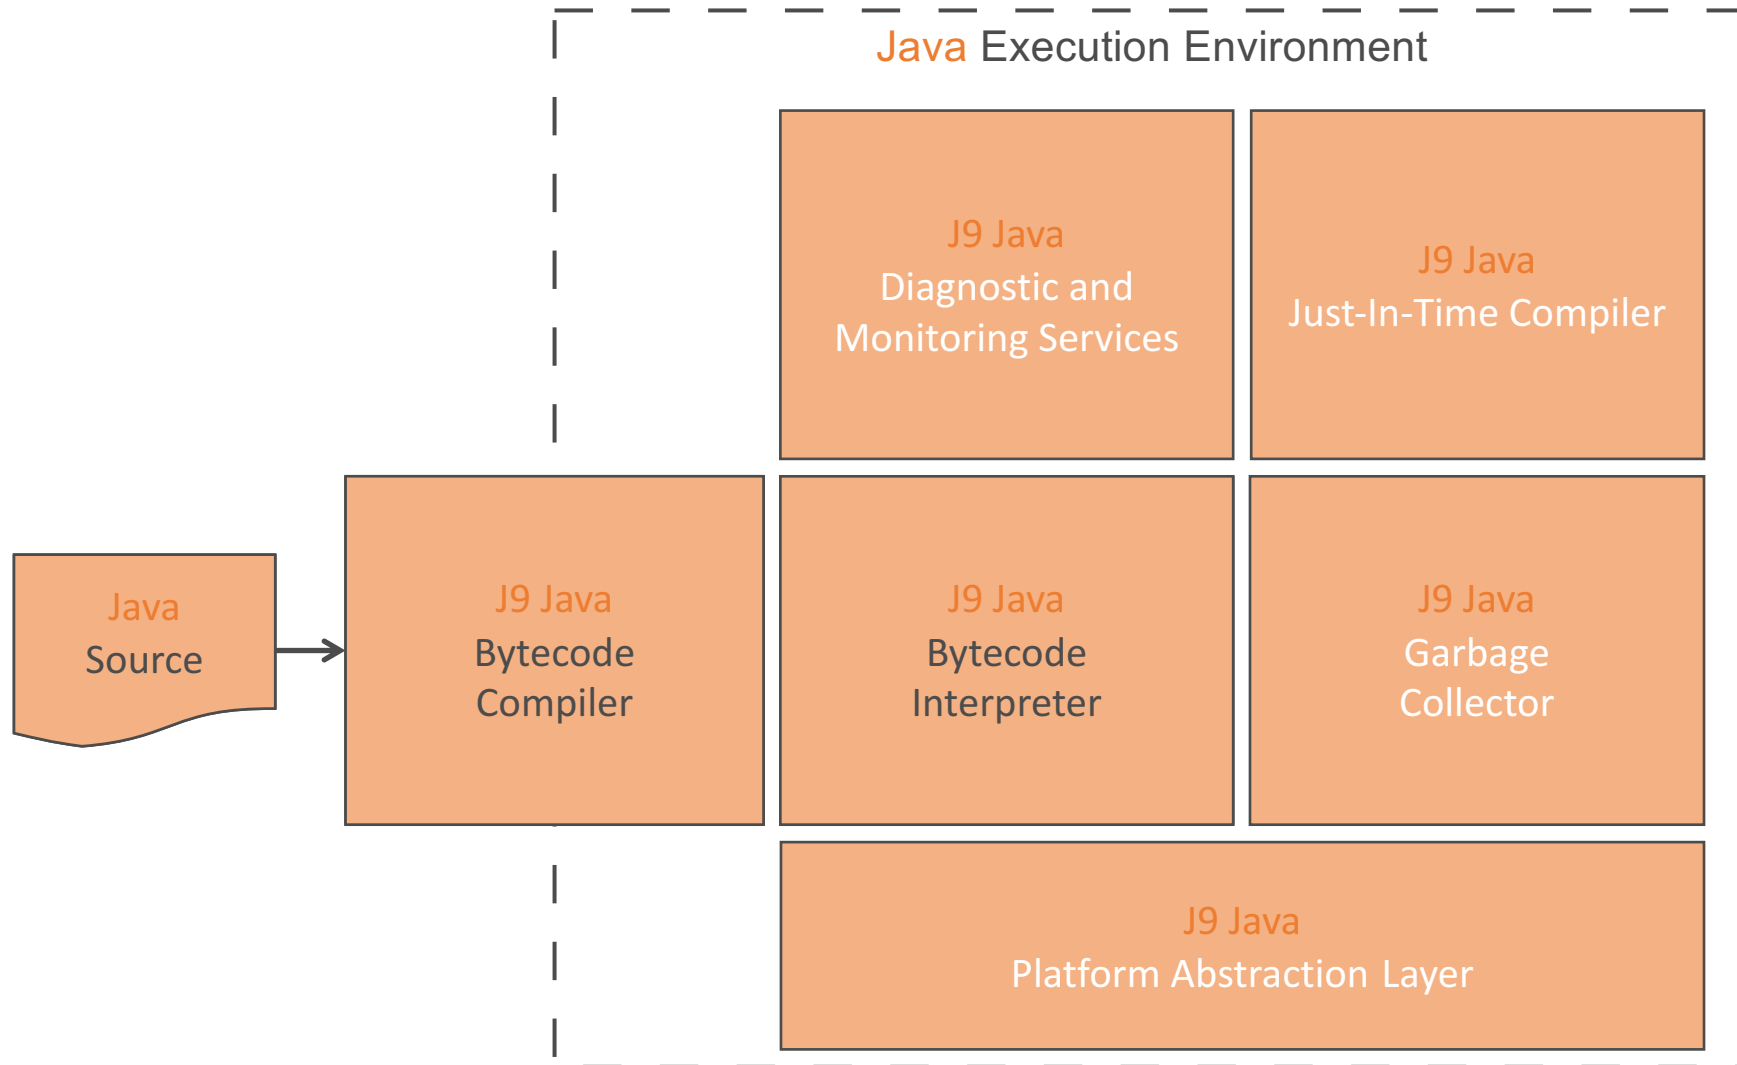 Java Execution Environment
J9 Java
Diagnostic and
Monitoring Services
J9 Java
Just-In-Time Compiler
Java
Source
J9 Java
Bytecode
Compiler
J9 Java
Bytecode
Interpreter
J9 Java
Garbage
Collector
J9 Java
Platform Abstraction Layer